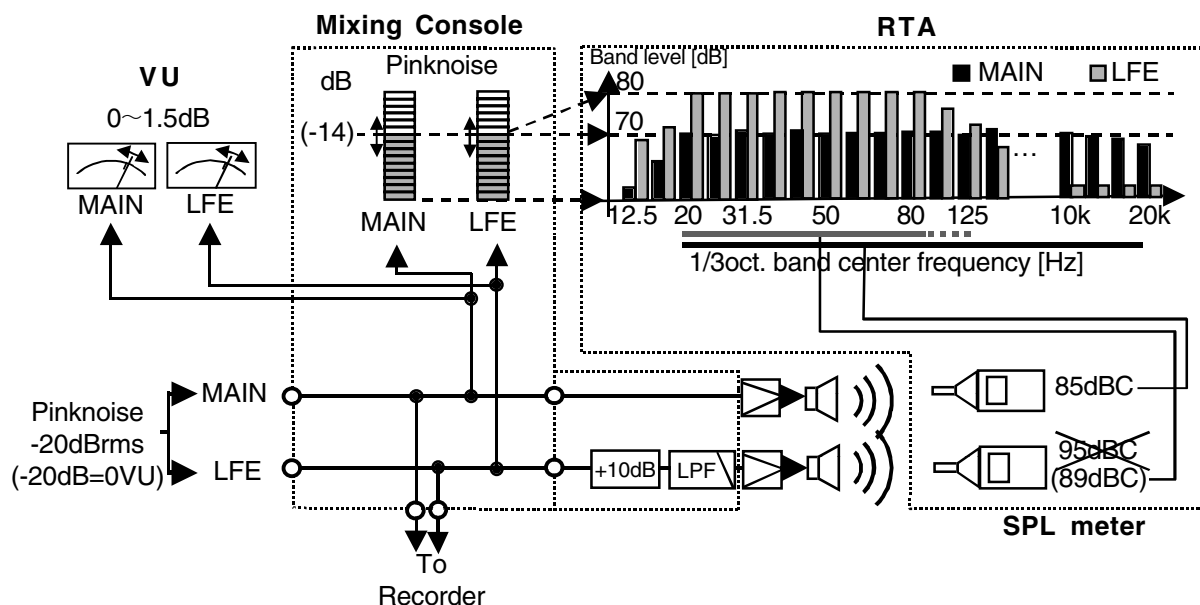 Mixing Console
RTA
VU
0～1.5dB
MAIN
LFE
dB
(-14)
Pinknoise
MAIN
LFE
Band level [dB]
80
70
MAIN
LFE
...
12.5
20
31.5
50
80
125
10k
20k
1/3oct. band center frequency [Hz]
Pinknoise
-20dBrms
(-20dB=0VU)
MAIN
LFE
+10dB
LPF
85dBC
95dBC
(89dBC)
SPL meter
To
Recorder